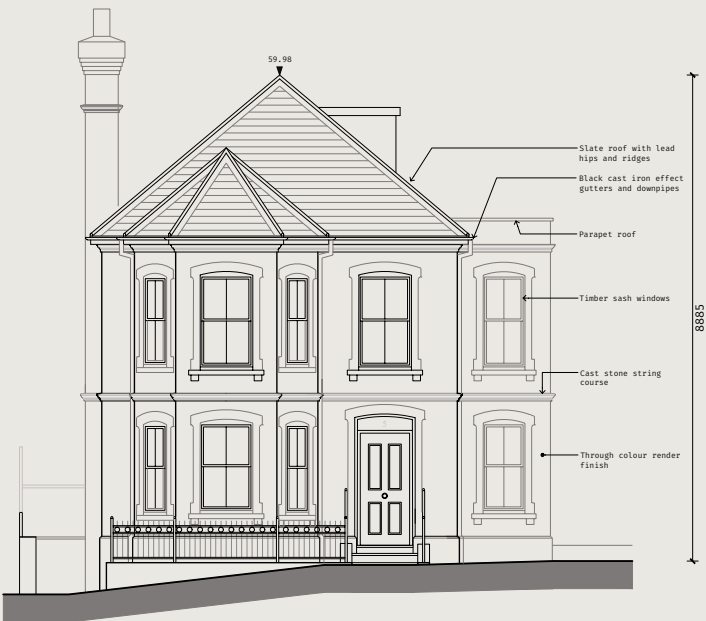 59.98
Slate roof with lead
hips and ridges
Black cast iron effect
gutters and downpipes
Parapet roof
Timber sash windows
8885
Cast stone string
course
5
Through colour render
finish